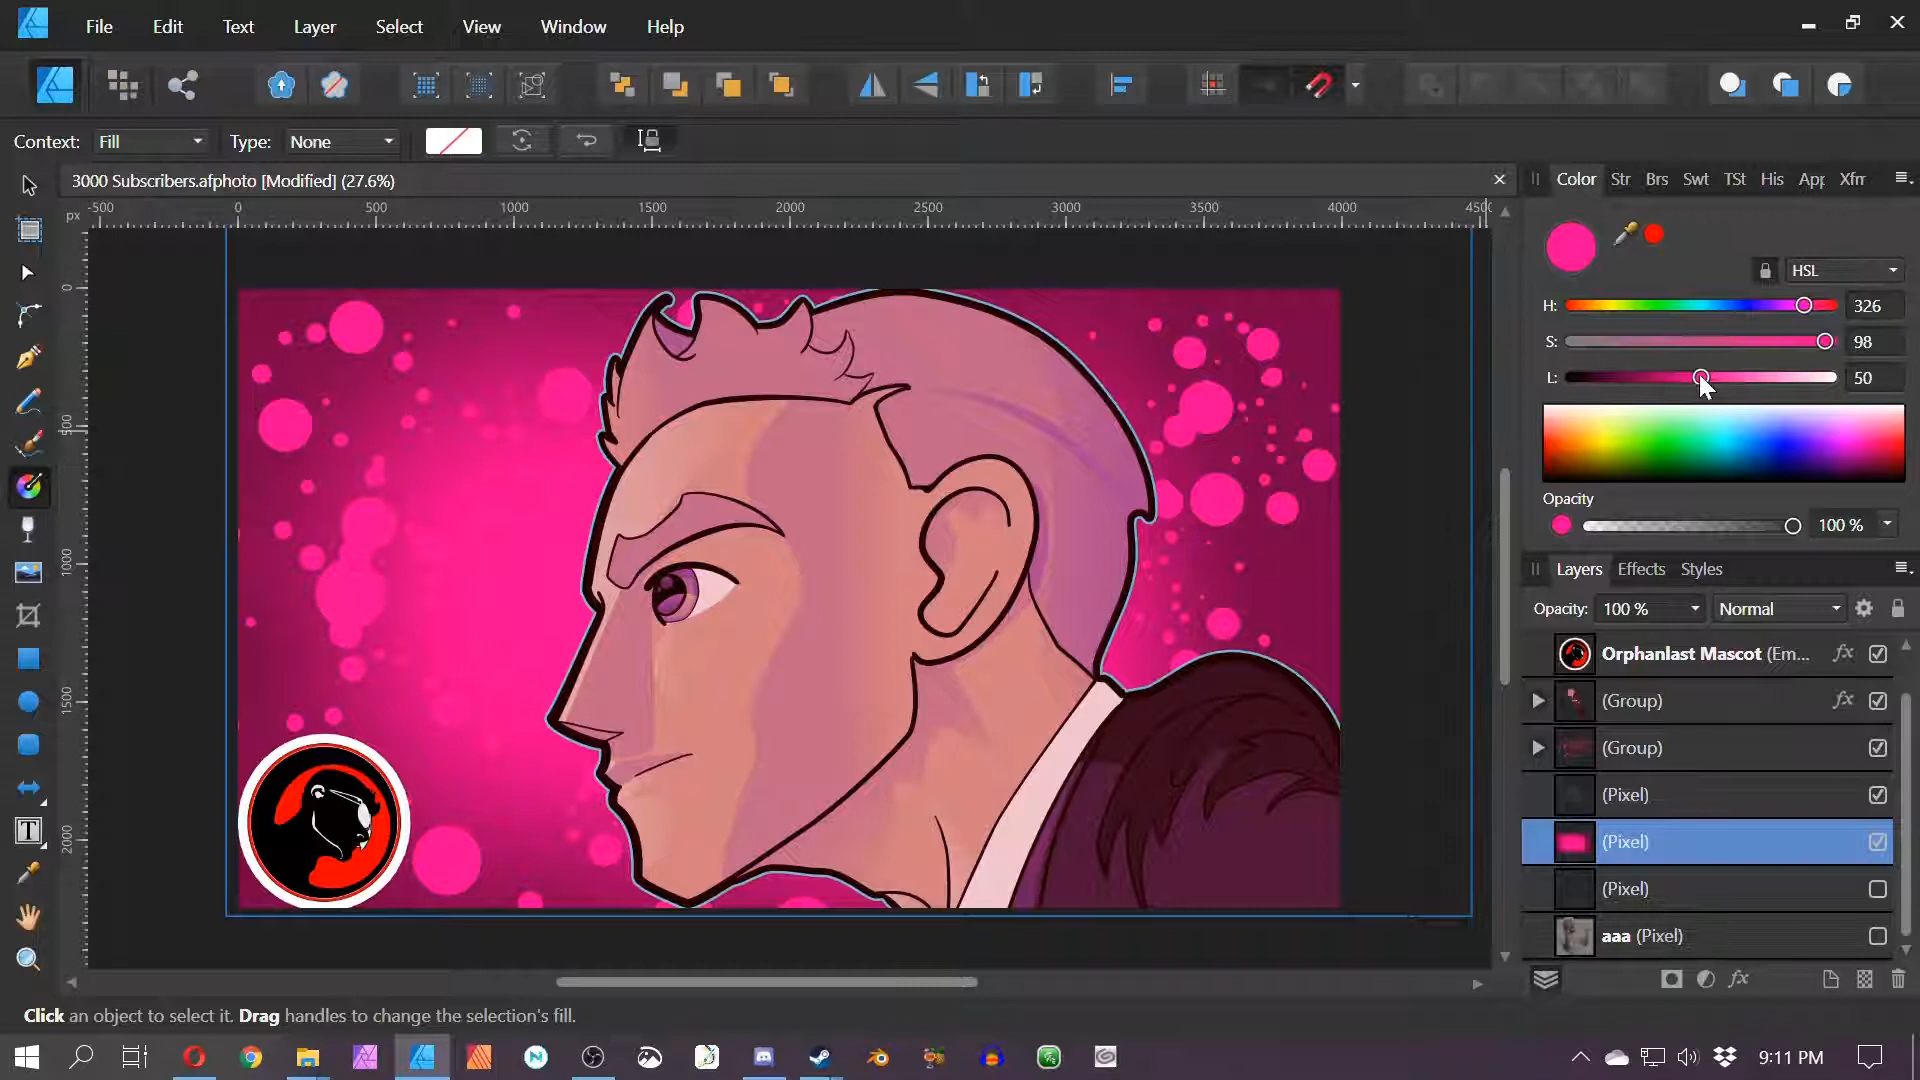 File Edit Text Layer Select View Window Help
Context: Fill Type: None
3000 Subscribers.afphoto [Modified] (27.6%)
Color Str Brs Swt TSt His App Xfrr
px -500 0 500 1000 1500 2000 2500 3000 3500 4000
0
500
1000
1500
2000
HSL
H: 326
S: 98
L: 50
Opacity
100 %
Layers Effects Styles
Opacity: 100 % Normal
Orphanlast Mascot (Em...
(Group)
(Group)
(Pixel)
(Pixel)
(Pixel)
aaa (Pixel)
Click an object to select it. Drag handles to change the selection's fill.
9:11 PM